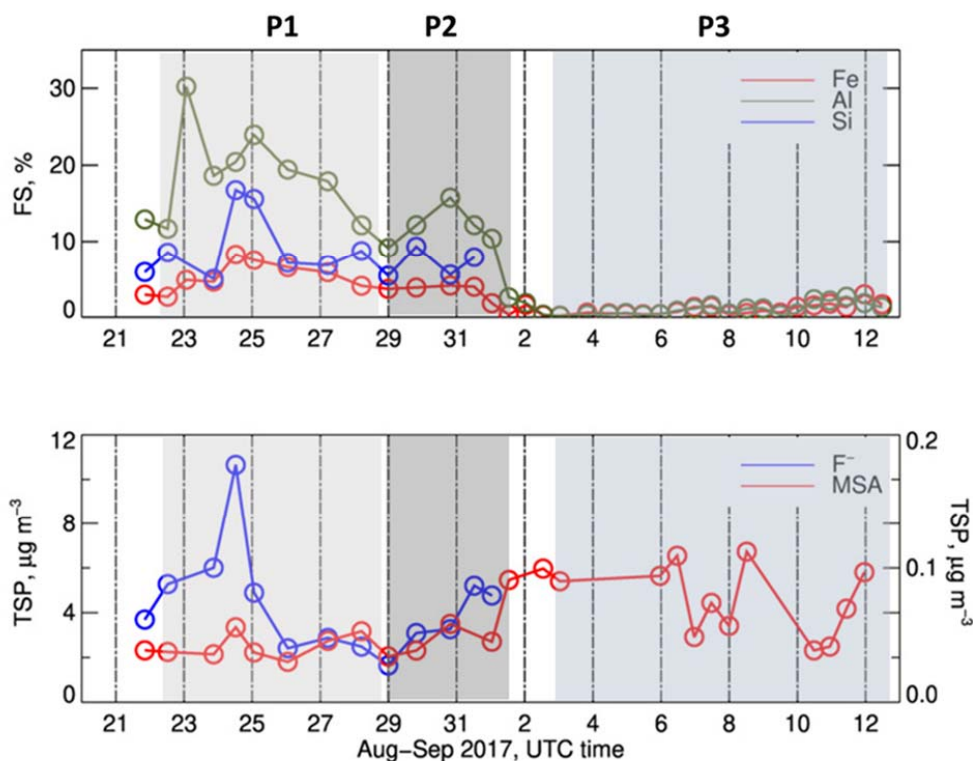 P1 P2 P3
FS, %
30
20
10
0
Fe
Al
Si
21 23 25 27 29 31 2 4 6 8 10 12
TSP, µg m⁻³
12
8
4
0
F⁻
MSA
0.2
0.1
0.0
TSP, µg m⁻³
21 23 25 27 29 31 2 4 6 8 10 12
Aug–Sep 2017, UTC time